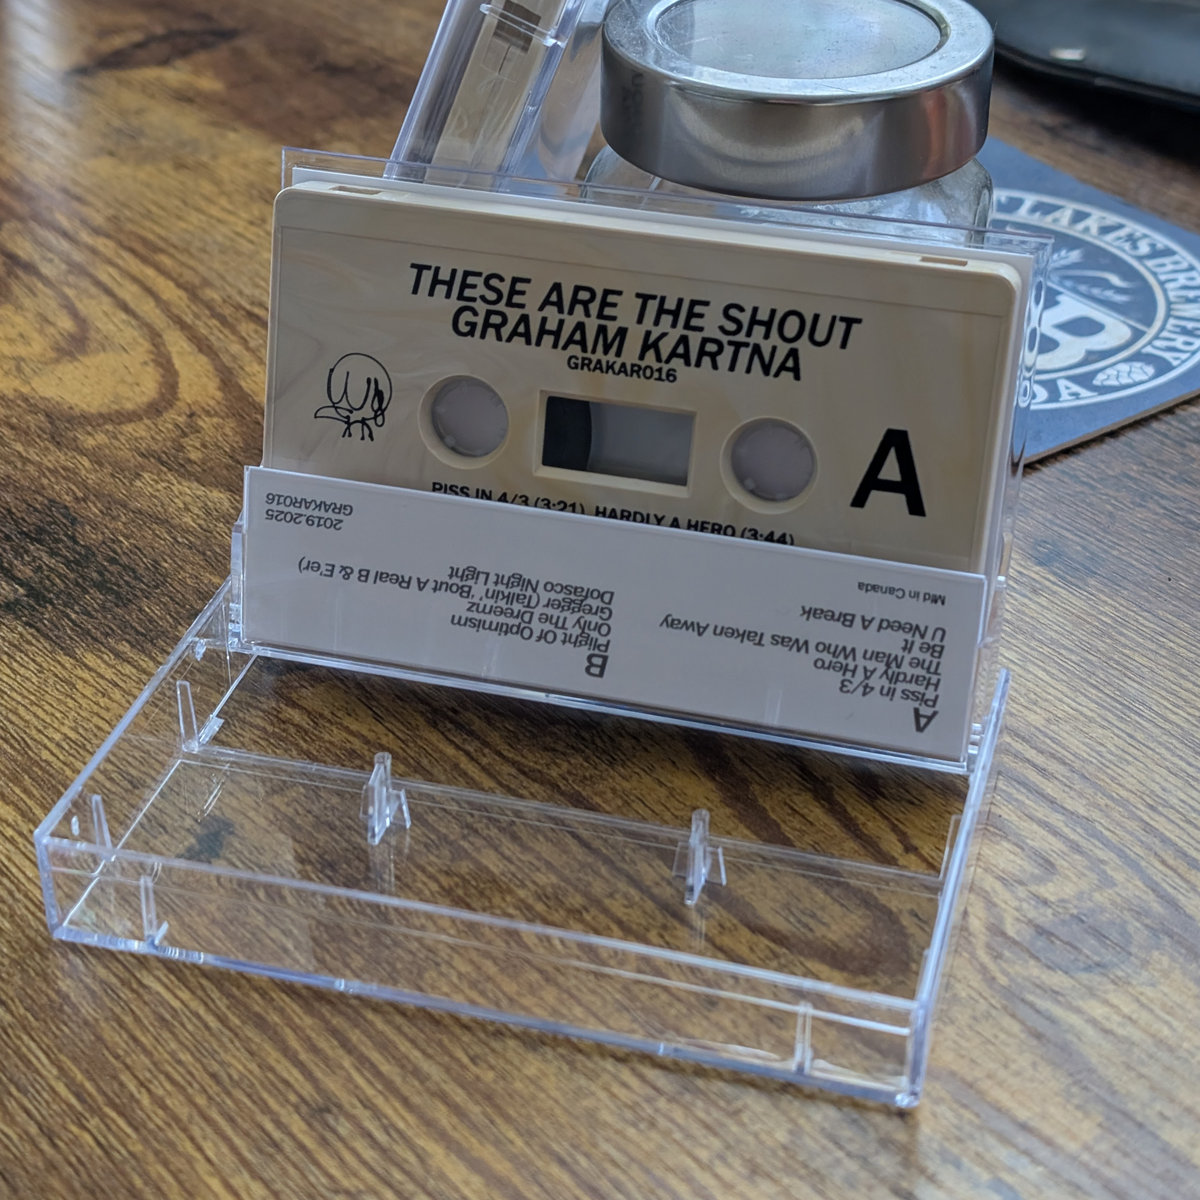 THESE ARE THE SHOUT
GRAHAM KARTNA
GRAKAR016
A
PISS IN 4/3 (3:21) HARDLY A HERO (3:44)
A
Piss in 4/3
Hardly A Hero
The Man Who Was Taken Away
Be It
U Need A Break
Mfd in Canada
B
Plight Of Optimism
Only The Dreemz
Gregger (Talkin' 'Bout A Real B & E'er)
Dofasco Night Light
GRAKAR016
2019.2025
LAKES BREWERY
B